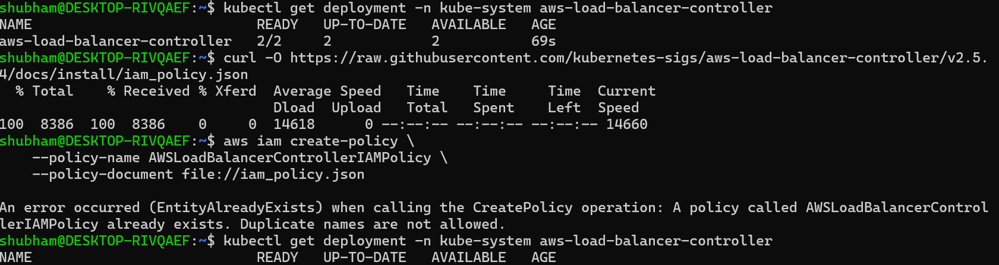 shubham@DESKTOP-RIVQAEF:~$ kubectl get deployment -n kube-system aws-load-balancer-controller
NAME                           READY   UP-TO-DATE   AVAILABLE   AGE
aws-load-balancer-controller   2/2     2            2           69s
shubham@DESKTOP-RIVQAEF:~$ curl -O https://raw.githubusercontent.com/kubernetes-sigs/aws-load-balancer-controller/v2.5.
4/docs/install/iam_policy.json
  % Total    % Received % Xferd  Average Speed   Time    Time     Time  Current
                                 Dload  Upload   Total   Spent    Left  Speed
100  8386  100  8386    0     0  14618      0 --:--:-- --:--:-- --:--:-- 14660
shubham@DESKTOP-RIVQAEF:~$ aws iam create-policy \
    --policy-name AWSLoadBalancerControllerIAMPolicy \
    --policy-document file://iam_policy.json
An error occurred (EntityAlreadyExists) when calling the CreatePolicy operation: A policy called AWSLoadBalancerControl
lerIAMPolicy already exists. Duplicate names are not allowed.
shubham@DESKTOP-RIVQAEF:~$ kubectl get deployment -n kube-system aws-load-balancer-controller
NAME                           READY   UP-TO-DATE   AVAILABLE   AGE